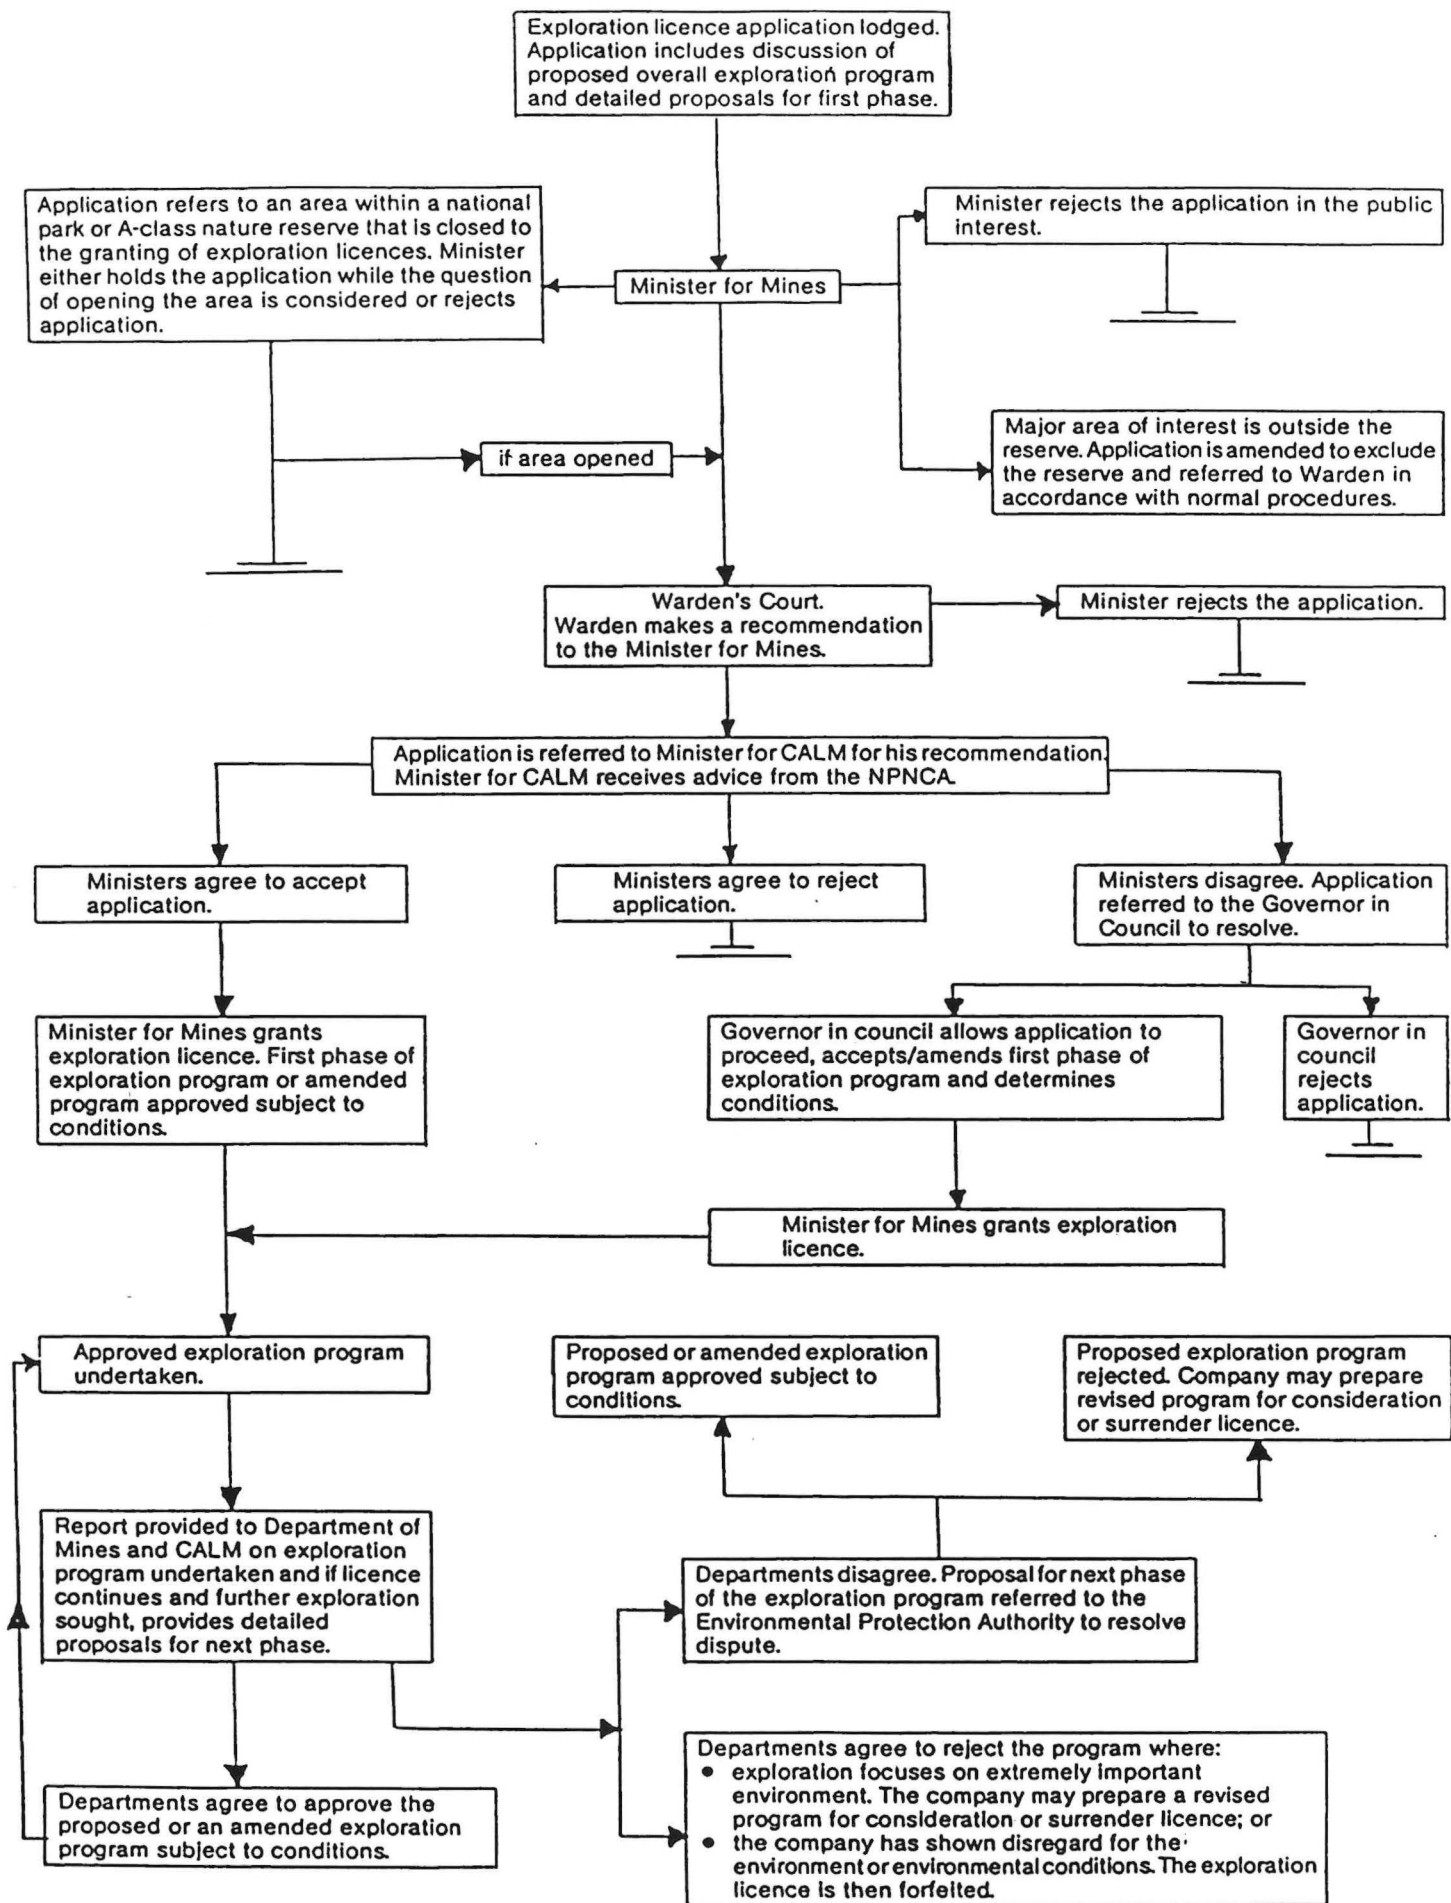 Exploration licence application lodged.
Application includes discussion of
proposed overall exploration program
and detailed proposals for first phase.
Application refers to an area within a national
park or A-class nature reserve that is closed to
the granting of exploration licences. Minister
either holds the application while the question
of opening the area is considered or rejects
application.
Minister for Mines
Minister rejects the application in the public
interest.
Major area of interest is outside the
reserve. Application is amended to exclude
the reserve and referred to Warden in
accordance with normal procedures.
if area opened
Warden's Court.
Warden makes a recommendation
to the Minister for Mines.
Minister rejects the application.
Application is referred to Minister for CALM for his recommendation.
Minister for CALM receives advice from the NPNCA.
Ministers agree to accept
application.
Ministers agree to reject
application.
Ministers disagree. Application
referred to the Governor in
Council to resolve.
Minister for Mines grants
exploration licence. First phase of
exploration program or amended
program approved subject to
conditions.
Governor in council allows application to
proceed, accepts/amends first phase of
exploration program and determines
conditions.
Governor in
council
rejects
application.
Minister for Mines grants exploration
licence.
Approved exploration program
undertaken.
Proposed or amended exploration
program approved subject to
conditions.
Proposed exploration program
rejected. Company may prepare
revised program for consideration
or surrender licence.
Report provided to Department of
Mines and CALM on exploration
program undertaken and if licence
continues and further exploration
sought, provides detailed
proposals for next phase.
Departments disagree. Proposal for next phase
of the exploration program referred to the
Environmental Protection Authority to resolve
dispute.
Departments agree to approve the
proposed or an amended exploration
program subject to conditions.
Departments agree to reject the program where:
• exploration focuses on extremely important
environment. The company may prepare a revised
program for consideration or surrender licence; or
• the company has shown disregard for the
environment or environmental conditions. The exploration
licence is then forfeited.